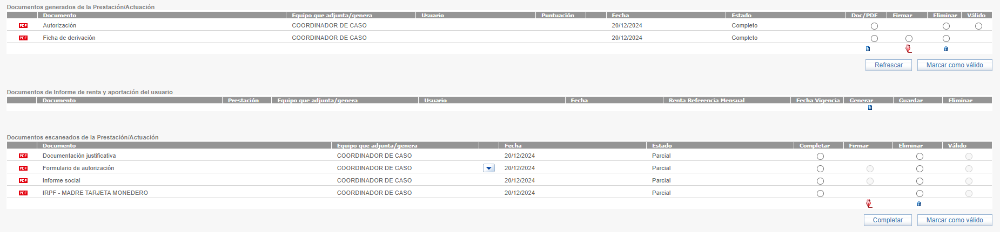 Documentos generados de la Prestación/Actuación
Documento Equipo que adjunta/genera Usuario Puntuación Fecha Estado Doc/PDF Firmar Eliminar Válido
PDF Autorización COORDINADOR DE CASO 20/12/2024 Completo
PDF Ficha de derivación COORDINADOR DE CASO 20/12/2024 Completo
Refrescar Marcar como válido
Documentos de Informe de renta y aportación del usuario
Documento Prestación Equipo que adjunta/genera Usuario Fecha Renta Referencia Mensual Fecha Vigencia Generar Guardar Eliminar
Documentos escaneados de la Prestación/Actuación
Documento Equipo que adjunta/genera Fecha Estado Completar Firmar Eliminar Válido
PDF Documentación justificativa COORDINADOR DE CASO 20/12/2024 Parcial
PDF Formulario de autorización COORDINADOR DE CASO 20/12/2024 Parcial
PDF Informe social COORDINADOR DE CASO 20/12/2024 Parcial
PDF IRPF - MADRE TARJETA MONEDERO COORDINADOR DE CASO 20/12/2024 Parcial
Completar Marcar como válido